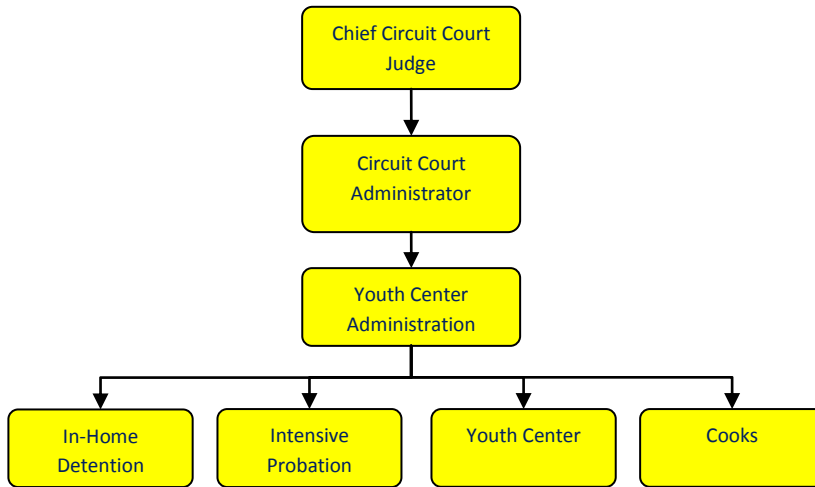 Chief Circuit Court
Judge
Circuit Court
Administrator
Youth Center
Administration
In-Home
Detention
Intensive
Probation
Youth Center
Cooks